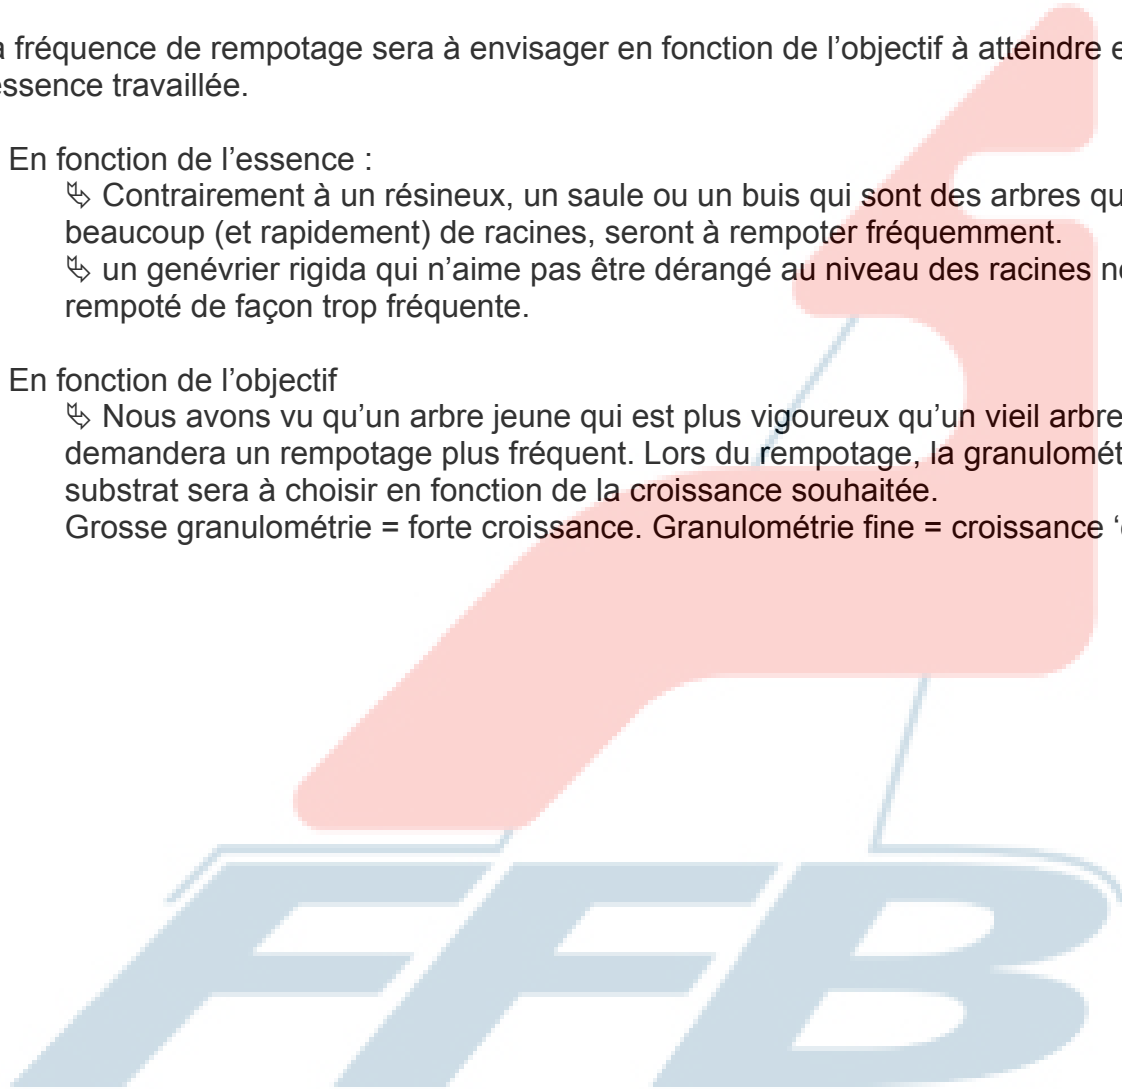 a fréquence de rempotage sera à envisager en fonction de l’objectif à atteindre e
essence travaillée.
En fonction de l’essence :
↳ Contrairement à un résineux, un saule ou un buis qui sont des arbres qu
beaucoup (et rapidement) de racines, seront à rempoter fréquemment.
↳ un genévrier rigida qui n’aime pas être dérangé au niveau des racines ne
rempoté de façon trop fréquente.
En fonction de l’objectif
↳ Nous avons vu qu’un arbre jeune qui est plus vigoureux qu’un vieil arbre
demandera un rempotage plus fréquent. Lors du rempotage, la granulomét
substrat sera à choisir en fonction de la croissance souhaitée.
Grosse granulométrie = forte croissance. Granulométrie fine = croissance ‘
FFB